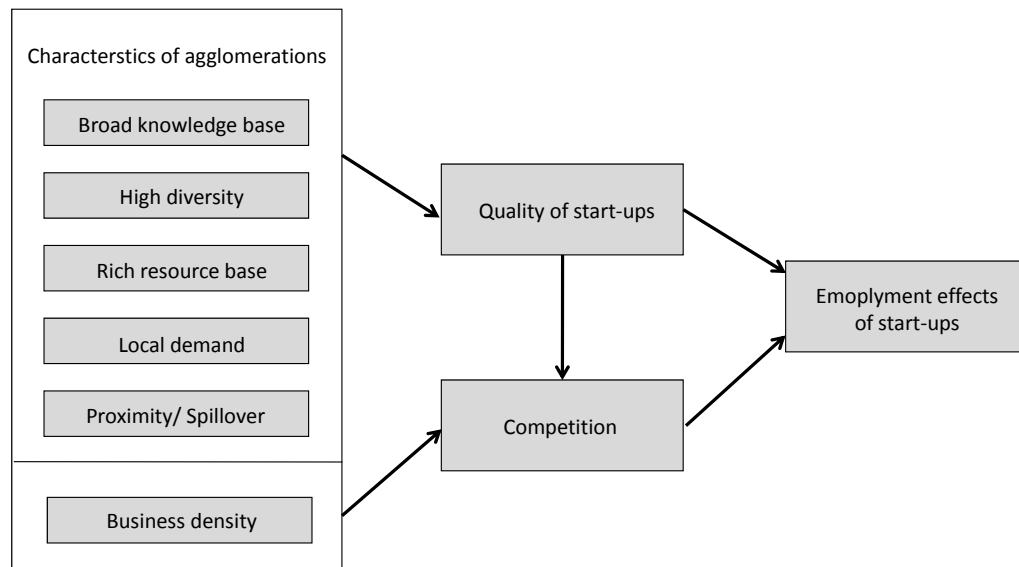 Characterstics of agglomerations
Broad knowledge base
High diversity
Rich resource base
Local demand
Proximity/ Spillover
Business density
Quality of start-ups
Competition
Emoplyment effects
of start-ups